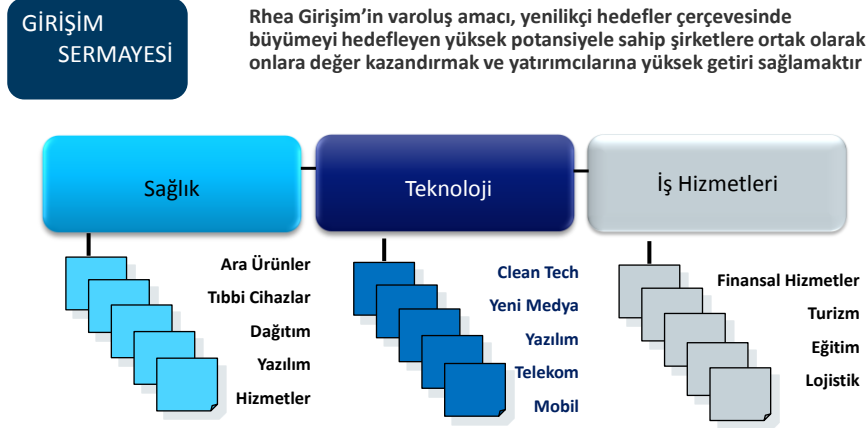 GİRİŞİM
SERMAYESİ
Rhea Girişim’in varoluş amacı, yenilikçi hedefler çerçevesinde
büyümeyi hedefleyen yüksek potansiyele sahip şirketlere ortak olarak
onlara değer kazandırmak ve yatırımcılarına yüksek getiri sağlamaktır
Sağlık
Ara Ürünler
Tıbbi Cihazlar
Dağıtım
Yazılım
Hizmetler
Teknoloji
Clean Tech
Yeni Medya
Yazılım
Telekom
Mobil
İş Hizmetleri
Finansal Hizmetler
Turizm
Eğitim
Lojistik